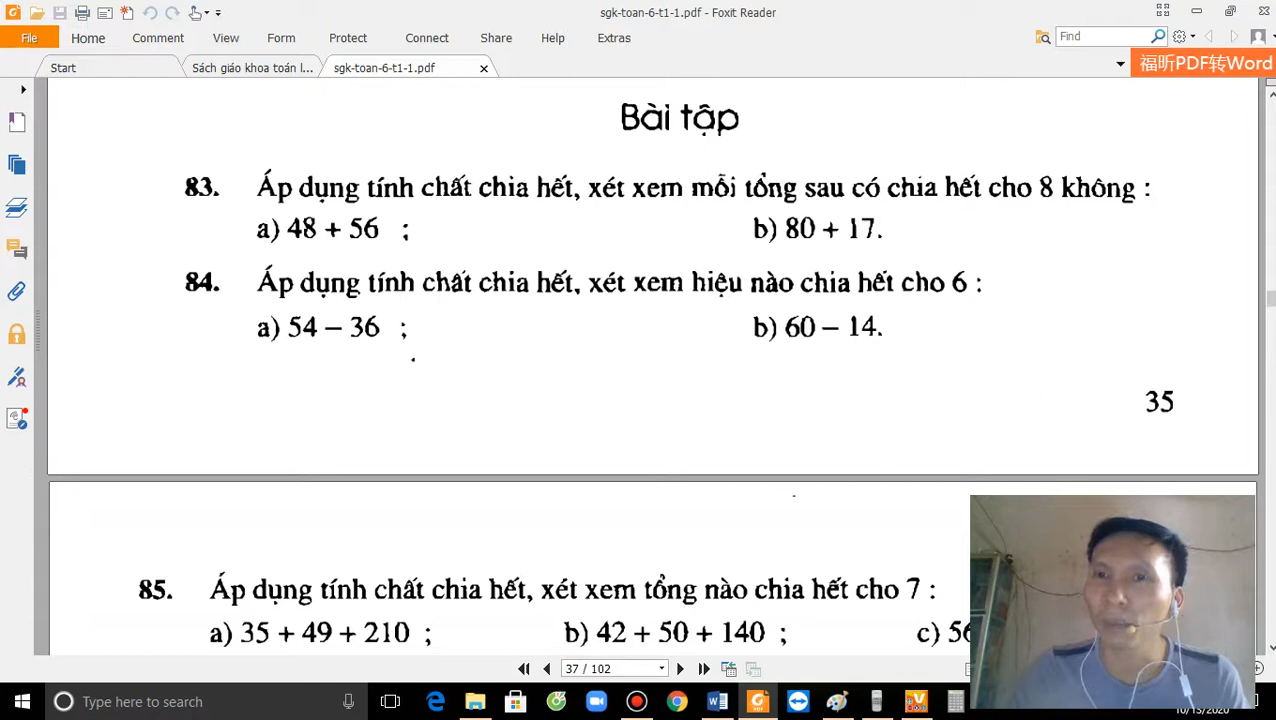 sgk-toan-6-t1-1.pdf - Foxit Reader
File Home Comment View Form Protect Connect Share Help Extras Find
福昕PDF转Word
Start Sách giáo khoa toán l... sgk-toan-6-t1-1.pdf
Bài tập
83. Áp dụng tính chất chia hết, xét xem mỗi tổng sau có chia hết cho 8 không :
a) 48 + 56 ; b) 80 + 17.
84. Áp dụng tính chất chia hết, xét xem hiệu nào chia hết cho 6 :
a) 54 – 36 ; b) 60 – 14.
35
85. Áp dụng tính chất chia hết, xét xem tổng nào chia hết cho 7 :
a) 35 + 49 + 210 ; b) 42 + 50 + 140 ; c) 56
37 / 102
Type here to search
10/13/2020